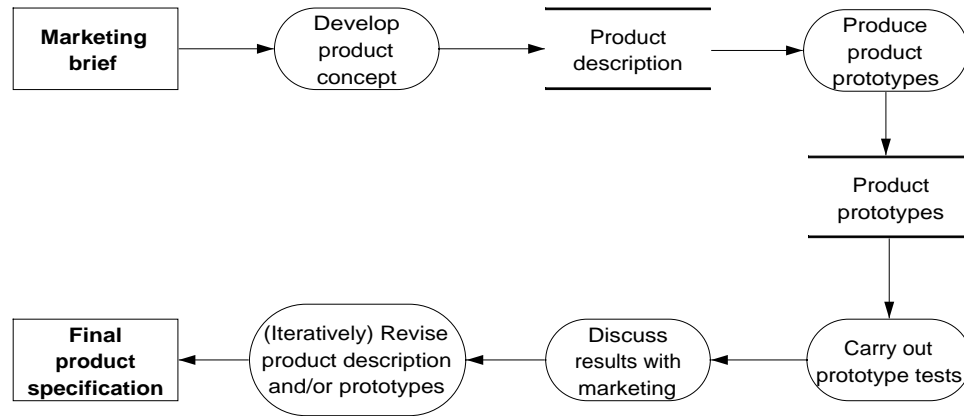 Marketing
brief
Develop
product
concept
Product
description
Produce
product
prototypes
Product
prototypes
Carry out
prototype tests
Discuss
results with
marketing
(Iteratively) Revise
product description
and/or prototypes
Final
product
specification